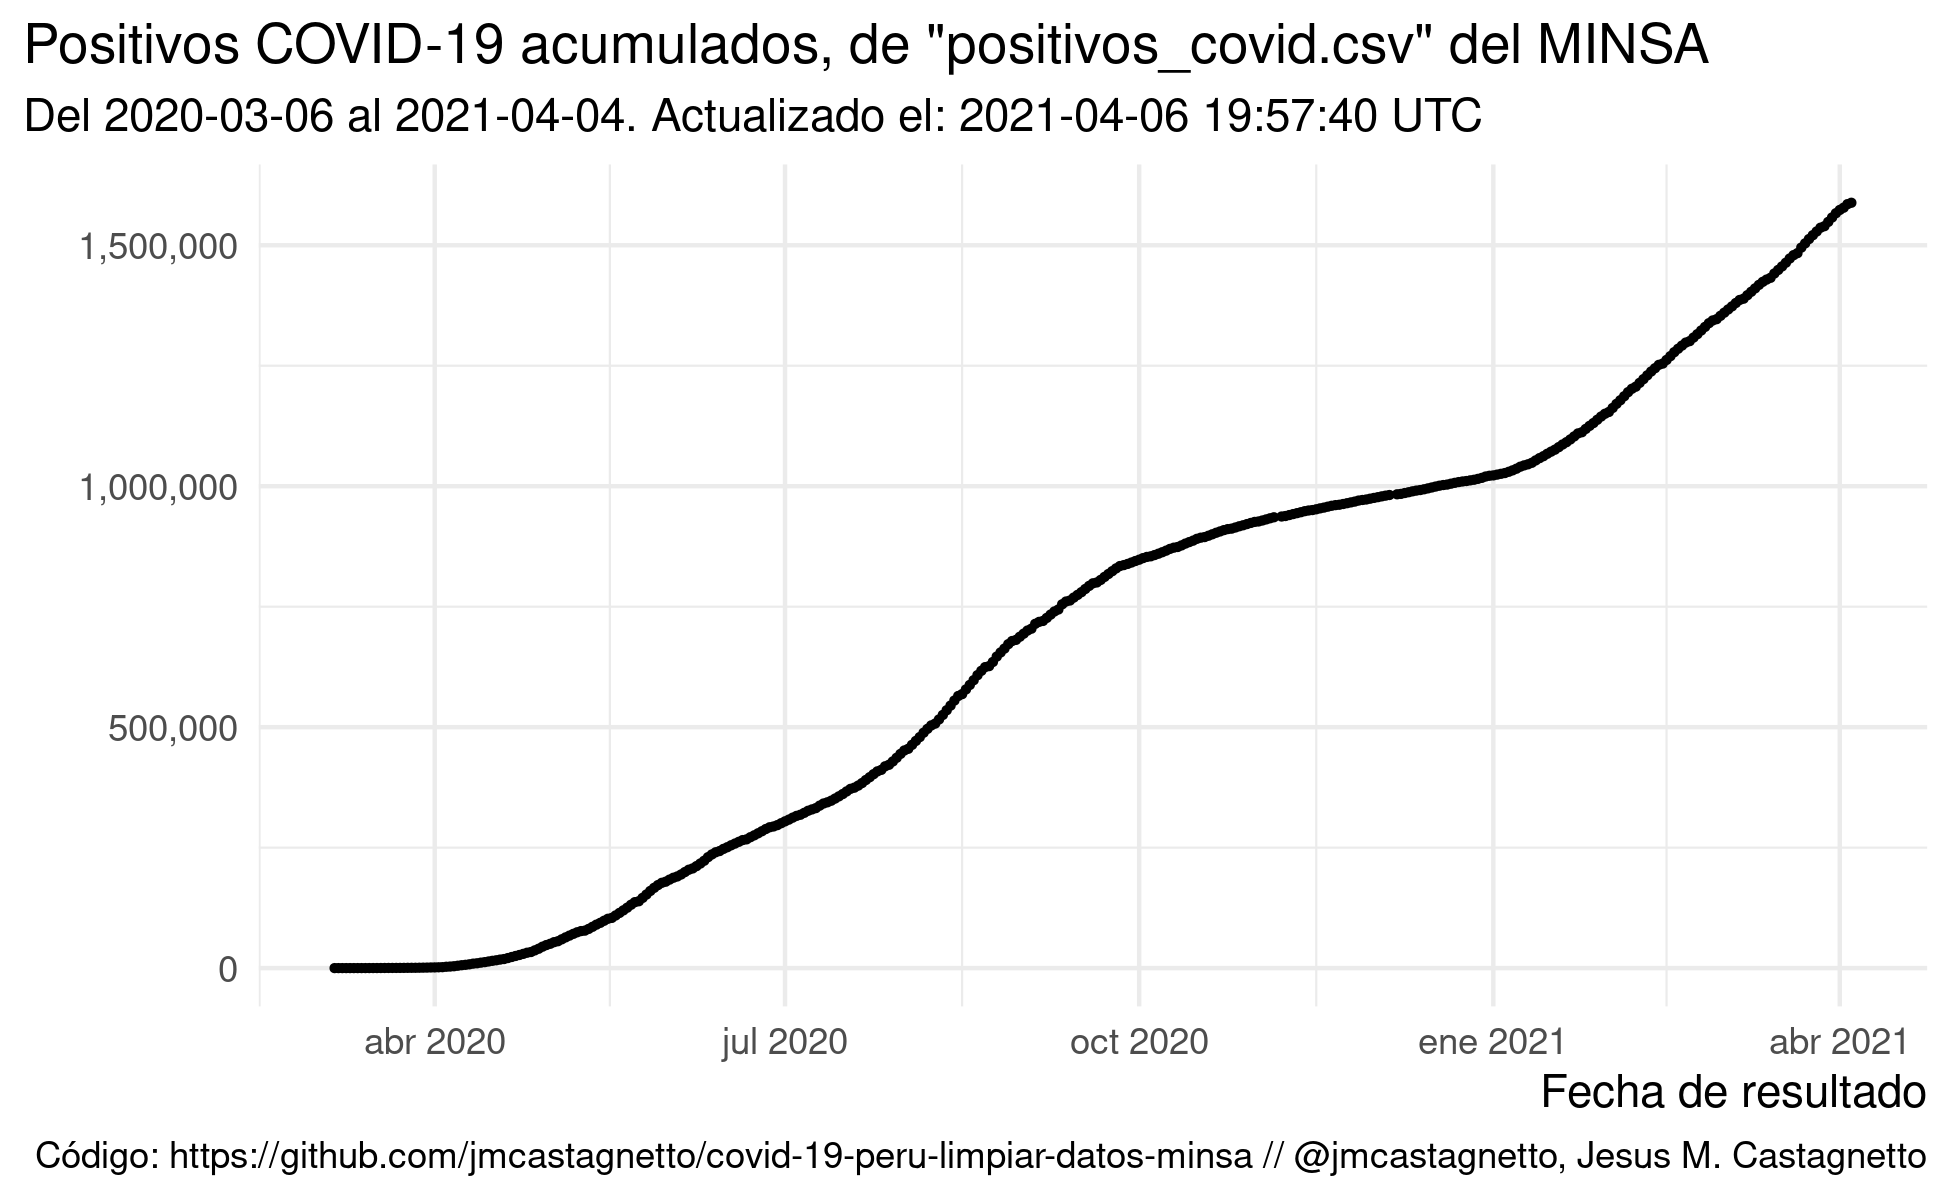 Positivos COVID-19 acumulados, de "positivos_covid.csv" del MINSA
Del 2020-03-06 al 2021-04-04. Actualizado el: 2021-04-06 19:57:40 UTC
1,500,000
1,000,000
500,000
0
abr 2020 jul 2020 oct 2020 ene 2021 abr 2021
Fecha de resultado
Código: https://github.com/jmcastagnetto/covid-19-peru-limpiar-datos-minsa // @jmcastagnetto, Jesus M. Castagnetto